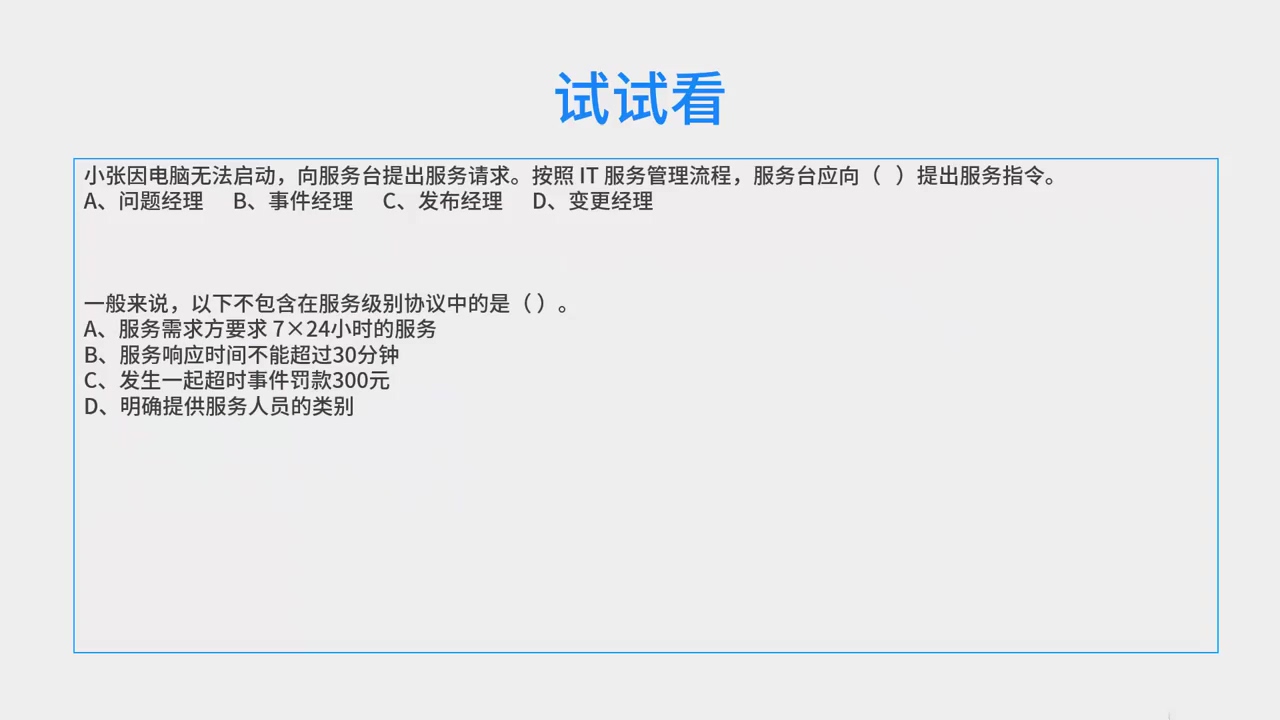 试试看
小张因电脑无法启动，向服务台提出服务请求。按照 IT 服务管理流程，服务台应向（  ）提出服务指令。
A、问题经理  B、事件经理  C、发布经理  D、变更经理
一般来说，以下不包含在服务级别协议中的是（ ）。
A、服务需求方要求 7×24小时的服务
B、服务响应时间不能超过30分钟
C、发生一起超时事件罚款300元
D、明确提供服务人员的类别